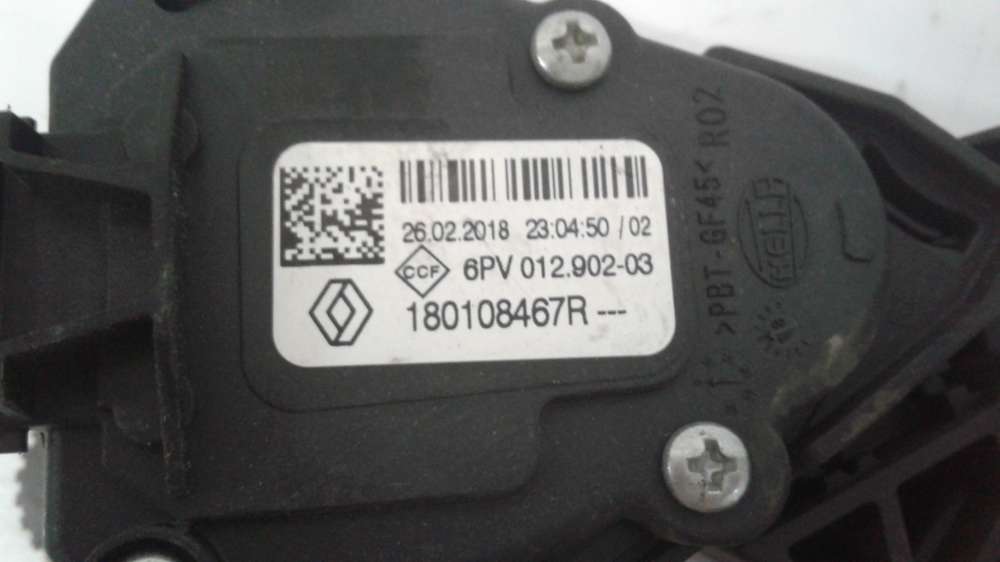 26.02.2018 23:04:50 / 02
CCF 6PV 012.902-03
180108467R ---
>PBT-GF45< R02
HELLA